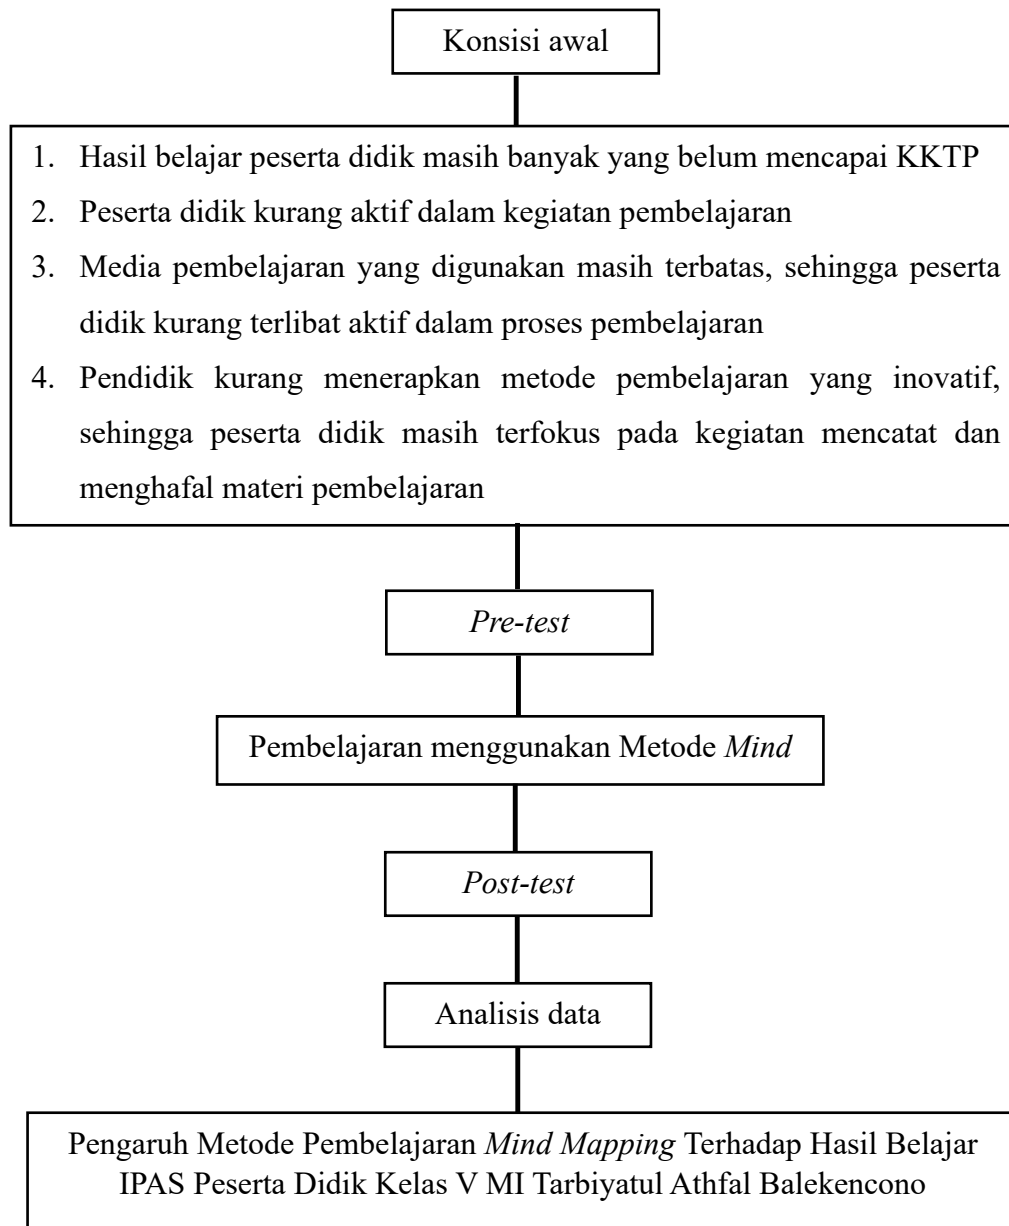 Konsisi awal
1. Hasil belajar peserta didik masih banyak yang belum mencapai KKTP
2. Peserta didik kurang aktif dalam kegiatan pembelajaran
3. Media pembelajaran yang digunakan masih terbatas, sehingga peserta
didik kurang terlibat aktif dalam proses pembelajaran
4. Pendidik kurang menerapkan metode pembelajaran yang inovatif,
sehingga peserta didik masih terfokus pada kegiatan mencatat dan
menghafal materi pembelajaran
Pre-test
Pembelajaran menggunakan Metode Mind
Post-test
Analisis data
Pengaruh Metode Pembelajaran Mind Mapping Terhadap Hasil Belajar
IPAS Peserta Didik Kelas V MI Tarbiyatul Athfal Balekencono